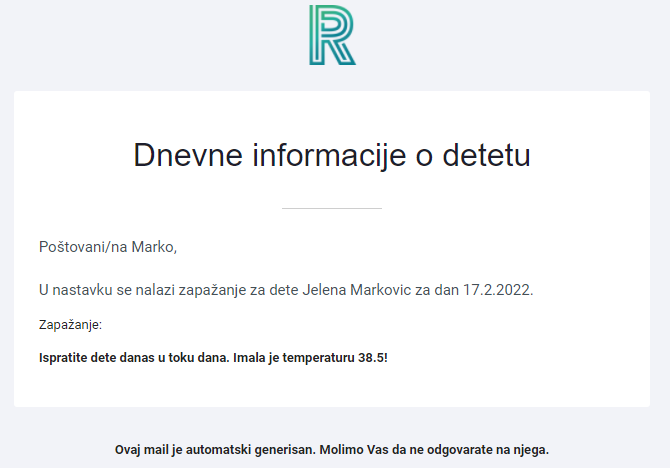 R
Dnevne informacije o detetu
Poštovani/na Marko,
U nastavku se nalazi zapažanje za dete Jelena Markovic za dan 17.2.2022.
Zapažanje:
Ispratite dete danas u toku dana. Imala je temperaturu 38.5!
Ovaj mail je automatski generisan. Molimo Vas da ne odgovarate na njega.